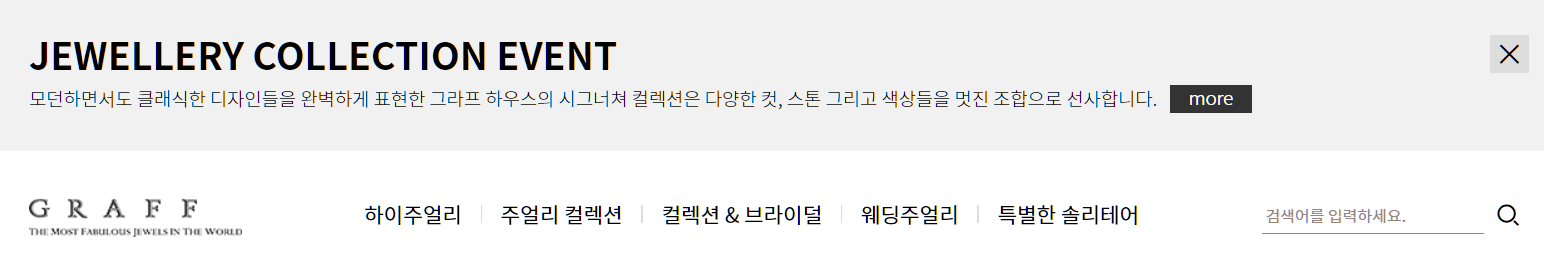 JEWELLERY COLLECTION EVENT
모던하면서도 클래식한 디자인들을 완벽하게 표현한 그라프 하우스의 시그너쳐 컬렉션은 다양한 컷, 스톤 그리고 색상들을 멋진 조합으로 선사합니다. more
GRAFF
THE MOST FABULOUS JEWELS IN THE WORLD
하이주얼리 주얼리 컬렉션 컬렉션 & 브라이덜 웨딩주얼리 특별한 솔리테어 검색어를 입력하세요.